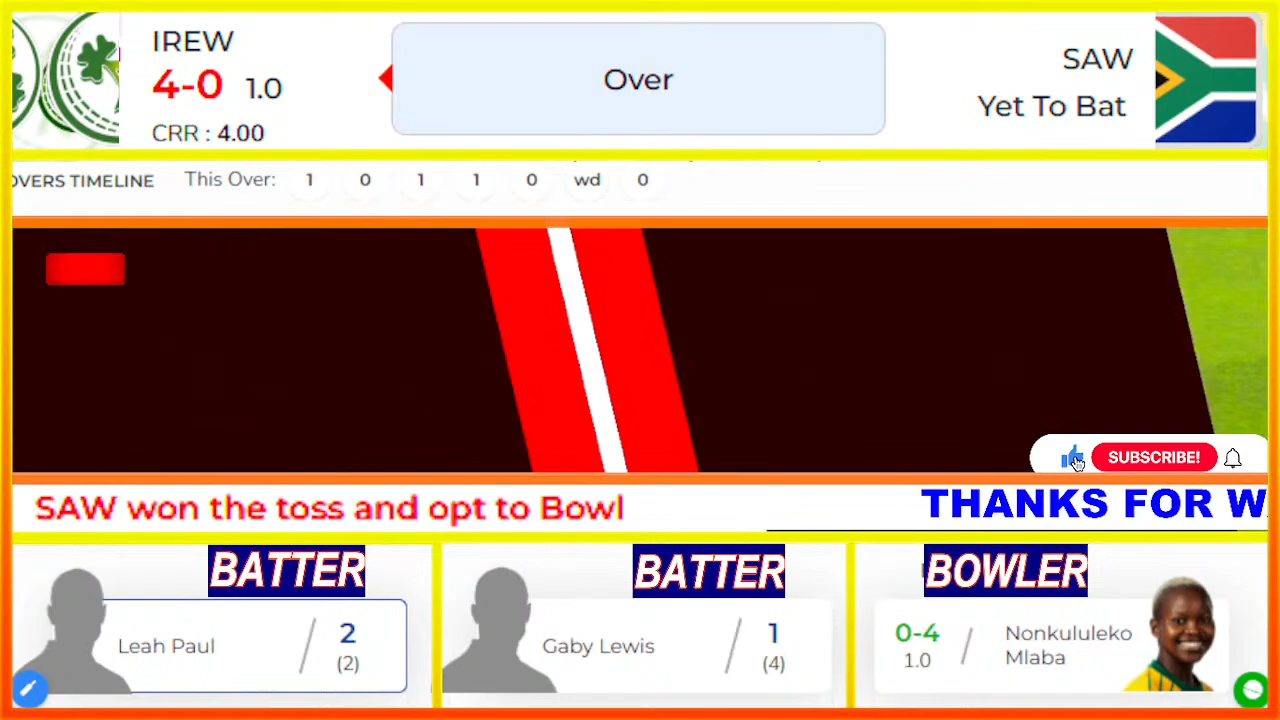 IREW
4-0 1.0
CRR : 4.00
Over
SAW
Yet To Bat
OVERS TIMELINE This Over: 1 0 1 1 0 wd 0
SUBSCRIBE!
SAW won the toss and opt to Bowl
THANKS FOR W
BATTER
Leah Paul 2
(2)
BATTER
Gaby Lewis 1
(4)
BOWLER
0-4
1.0
Nonkululeko
Mlaba